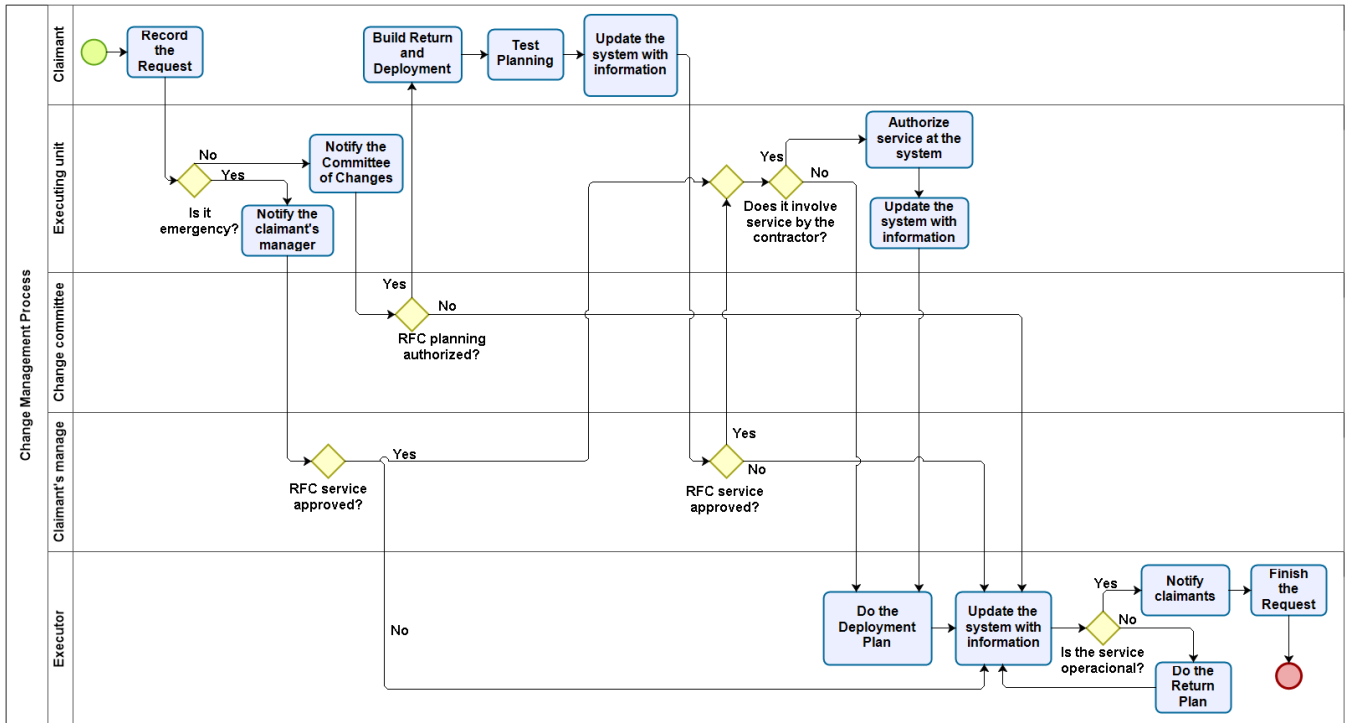 Change Management Process
Claimant
Record
the
Request
Build Return
and
Deployment
Test
Planning
Update the
system with
information
Executing unit
No
Yes
Is it
emergency?
Notify the
Committee
of Changes
Notify the
claimant's
manager
Yes
No
Does it involve
service by the
contractor?
Authorize
service at the
system
Update the
system with
information
Change committee
Yes
No
RFC planning
authorized?
Claimant's manage
Yes
RFC service
approved?
Yes
No
RFC service
approved?
Executor
No
Do the
Deployment
Plan
Update the
system with
information
Yes
No
Is the service
operacional?
Notify
claimants
Finish
the
Request
Do the
Return
Plan